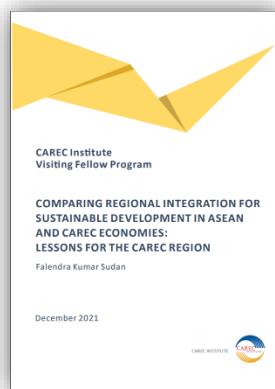 CAREC Institute
Visiting Fellow Program
COMPARING REGIONAL INTEGRATION FOR
SUSTAINABLE DEVELOPMENT IN ASEAN
AND CAREC ECONOMIES:
LESSONS FOR THE CAREC REGION
Falendra Kumar Sudan
December 2021
CAREC INSTITUTE
CAREC